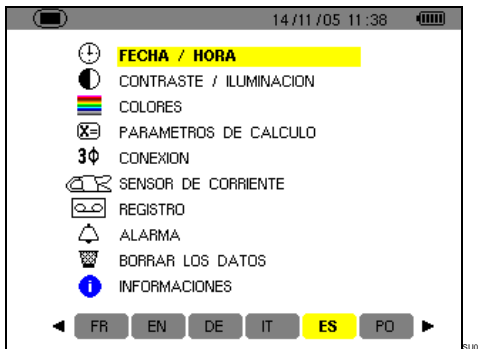 14/11/05 11:38
FECHA / HORA
CONTRASTE / ILUMINACION
COLORES
X= PARAMETROS DE CALCULO
3Φ CONEXION
SENSOR DE CORRIENTE
REGISTRO
ALARMA
BORRAR LOS DATOS
i INFORMACIONES
FR EN DE IT ES PO